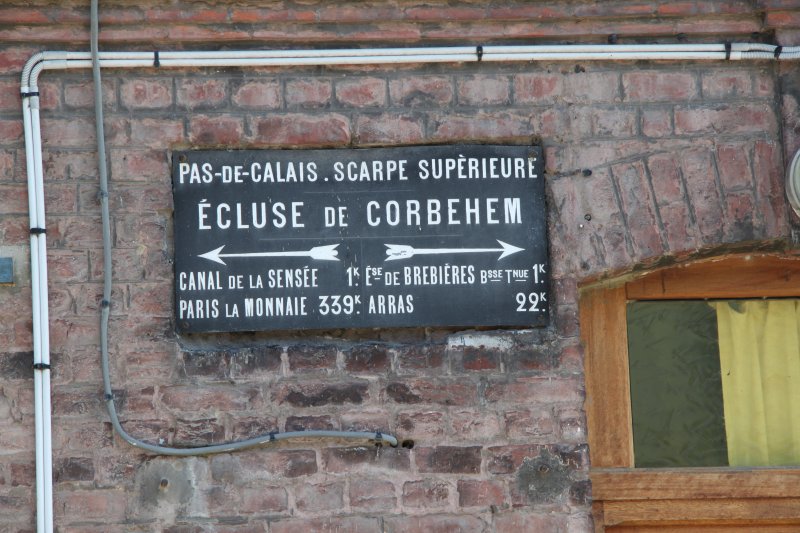 PAS-DE-CALAIS. SCARPE SUPÈRIEURE
ÉCLUSE DE CORBEHEM
CANAL DE LA SENSÉE 1K. ÉSE DE BREBIÈRES BSSE TNUE 1K.
PARIS LA MONNAIE 339K. ARRAS 22K.